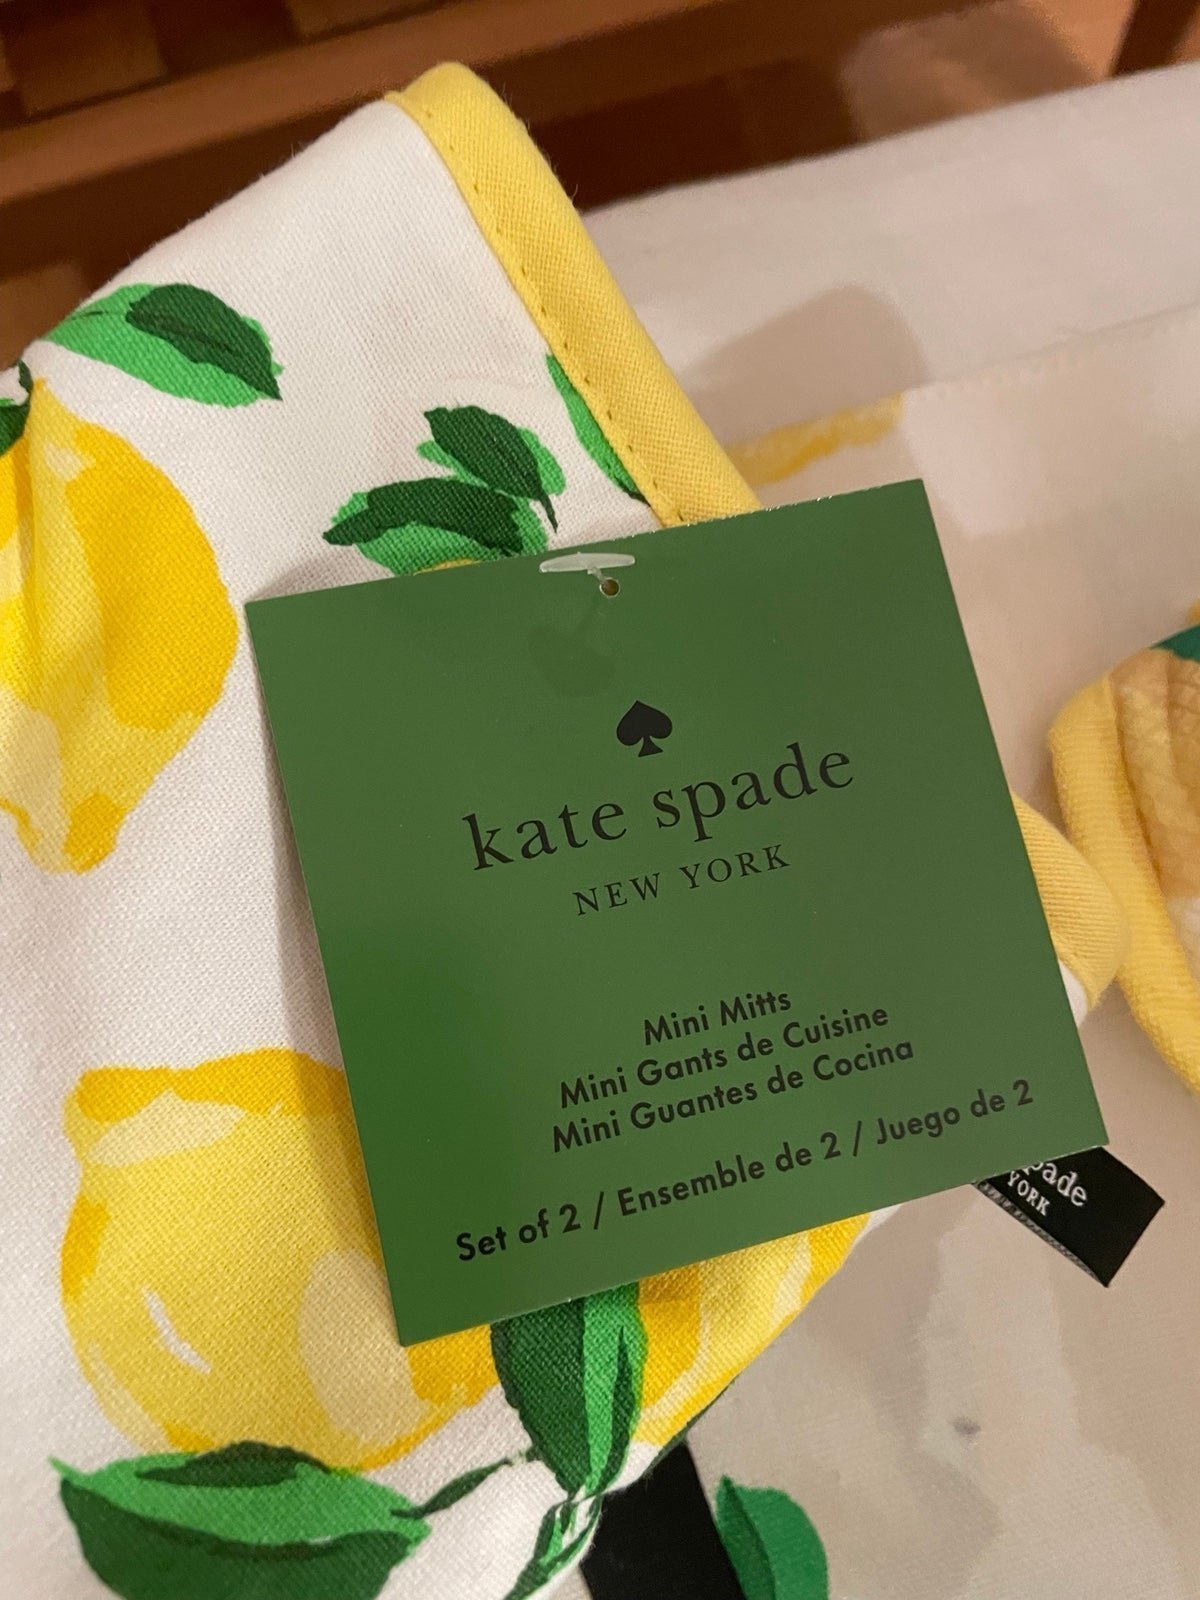 kate spade
NEW YORK
Mini Mitts
Mini Gants de Cuisine
Mini Guantes de Cocina
Set of 2 / Ensemble de 2 / Juego de 2
YORK